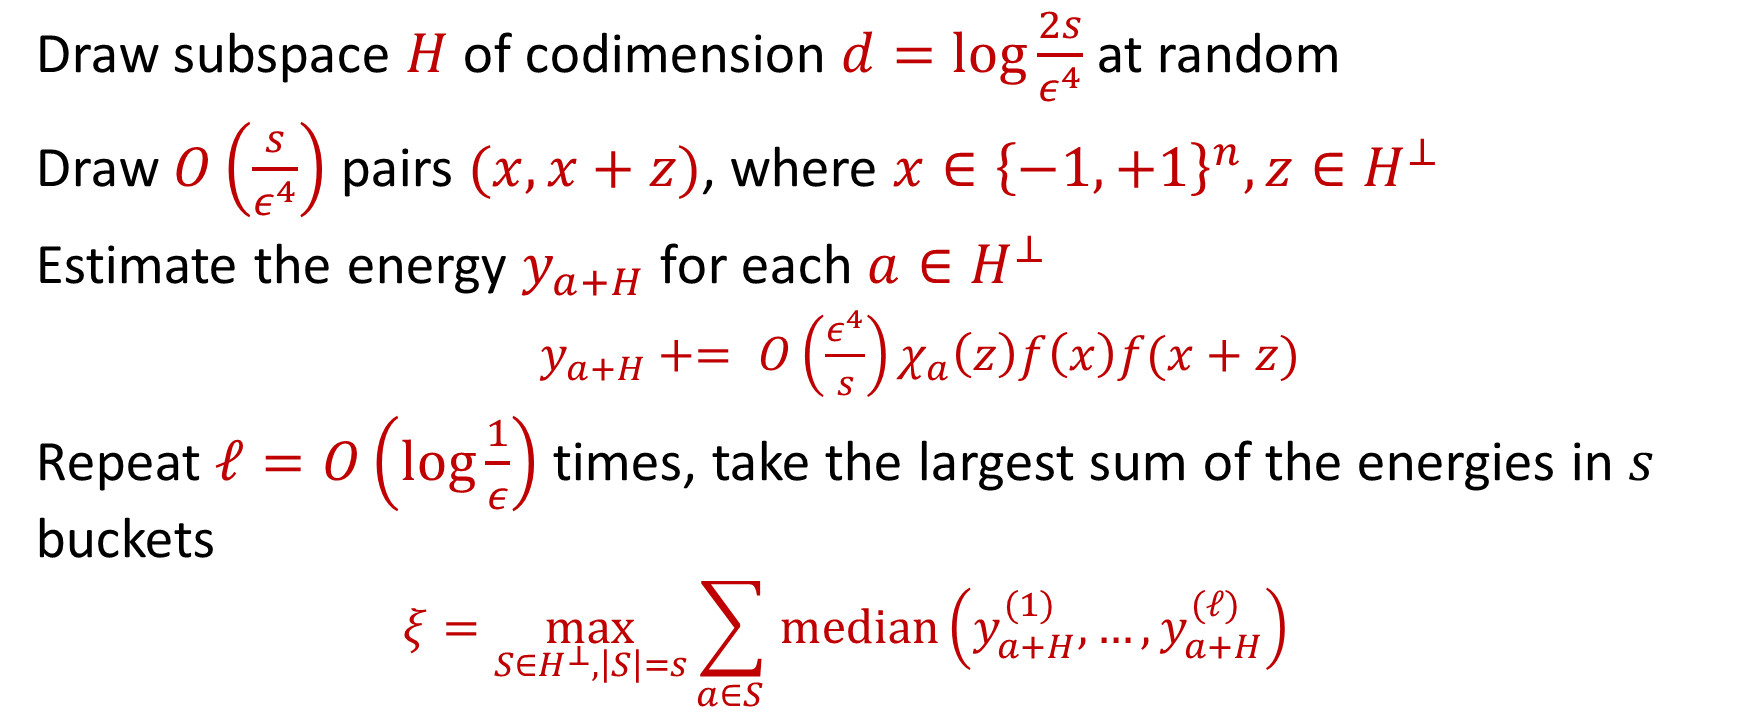 Draw subspace H of codimension d = log 2s/ϵ⁴ at random
Draw O(s/ϵ⁴) pairs (x, x + z), where x ∈ {−1, +1}ⁿ, z ∈ H^⊥
Estimate the energy y_{a+H} for each a ∈ H^⊥
y_{a+H} += O(ϵ⁴/s) χ_a(z)f(x)f(x + z)
Repeat ℓ = O(log 1/ϵ) times, take the largest sum of the energies in s
buckets
ξ = max_{S∈H^⊥,|S|=s} ∑_{a∈S} median(y_{a+H}^{(1)}, …, y_{a+H}^{(ℓ)})